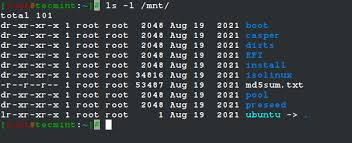 [root@tecmint:~]# ls -l /mnt/
total 101
dr-xr-xr-x 1 root root 2048 Aug 19 2021 boot
dr-xr-xr-x 1 root root 2048 Aug 19 2021 casper
dr-xr-xr-x 1 root root 2048 Aug 19 2021 dists
dr-xr-xr-x 1 root root 2048 Aug 19 2021 EFI
dr-xr-xr-x 1 root root 2048 Aug 19 2021 install
dr-xr-xr-x 1 root root 34816 Aug 19 2021 isolinux
-r--r--r-- 1 root root 53487 Aug 19 2021 md5sum.txt
dr-xr-xr-x 1 root root 2048 Aug 19 2021 pool
dr-xr-xr-x 1 root root 2048 Aug 19 2021 preseed
lr-xr-xr-x 1 root root 1 Aug 19 2021 ubuntu -> .
[root@tecmint:~]#